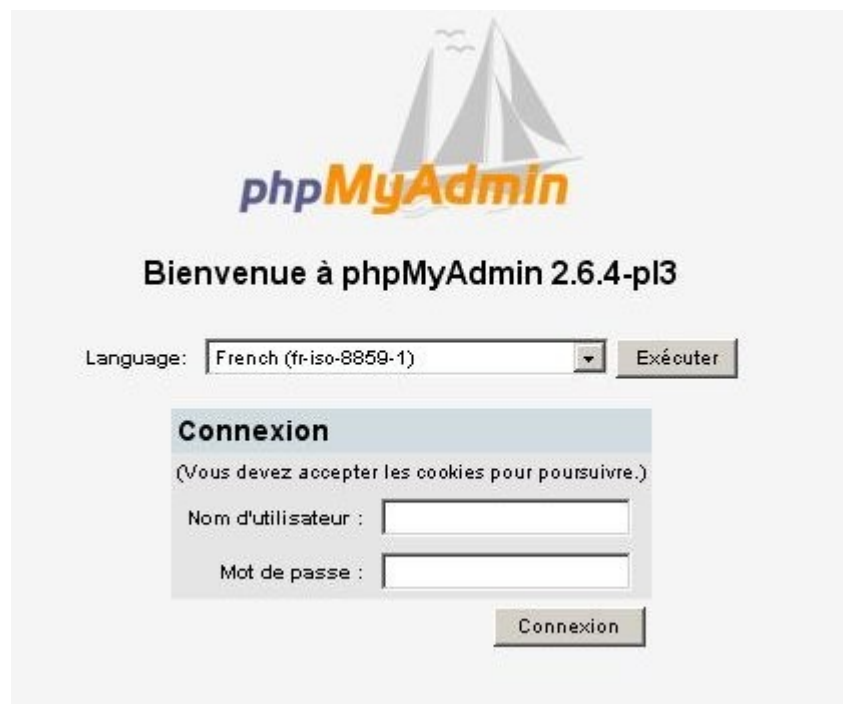 phpMyAdmin
Bienvenue à phpMyAdmin 2.6.4-pl3
Language: French (fr-iso-8859-1) Exécuter
Connexion
(Vous devez accepter les cookies pour poursuivre.)
Nom d'utilisateur :
Mot de passe :
Connexion